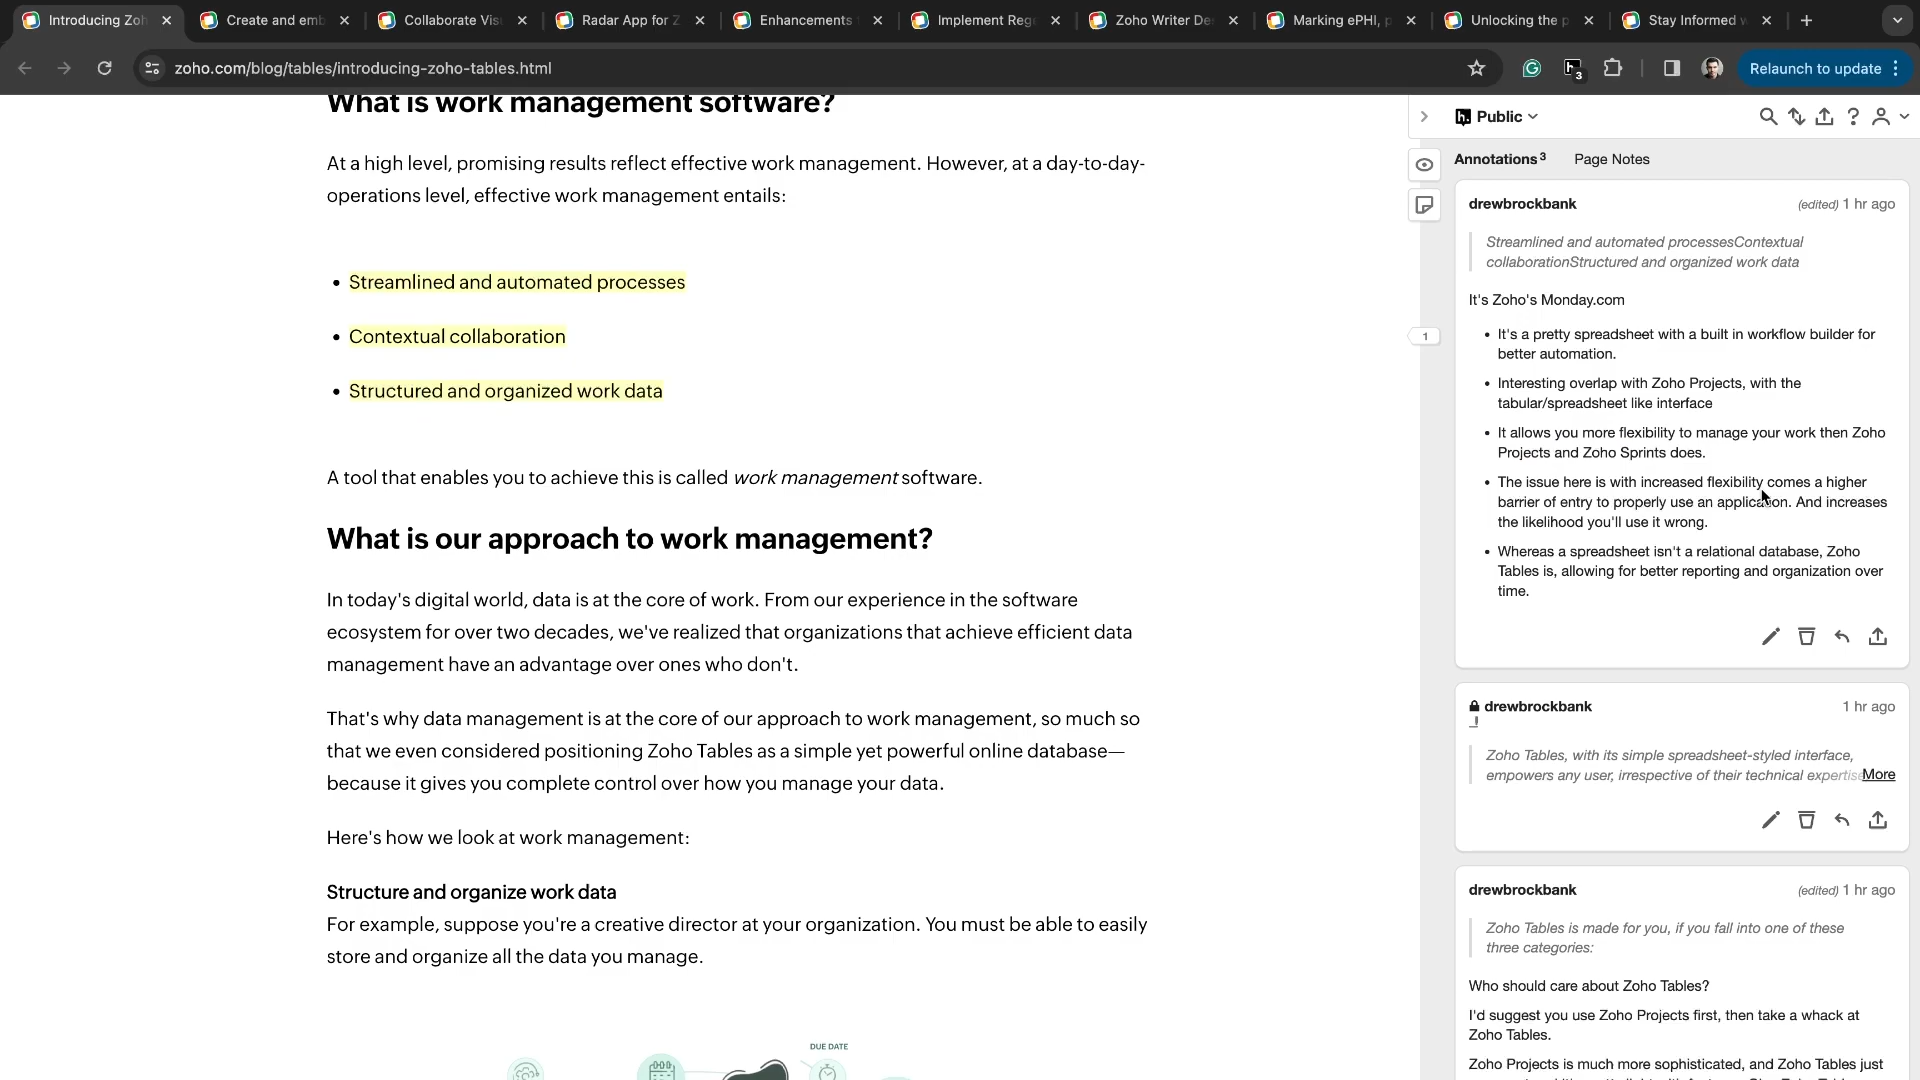 Introducing Zoh
Create and emb
Collaborate Vis
Radar App for Z
Enhancements
Implement Reg
Zoho Writer De
Marking ePHI, p
Unlocking the p
Stay Informed
zoho.com/blog/tables/introducing-zoho-tables.html
3
Relaunch to update
What is work management software?
At a high level, promising results reflect effective work management. However, at a day-to-day-
operations level, effective work management entails:
Streamlined and automated processes
Contextual collaboration
Structured and organized work data
A tool that enables you to achieve this is called work management software.
What is our approach to work management?
In today's digital world, data is at the core of work. From our experience in the software
ecosystem for over two decades, we've realized that organizations that achieve efficient data
management have an advantage over ones who don't.
That's why data management is at the core of our approach to work management, so much so
that we even considered positioning Zoho Tables as a simple yet powerful online database—
because it gives you complete control over how you manage your data.
Here's how we look at work management:
Structure and organize work data
For example, suppose you're a creative director at your organization. You must be able to easily
store and organize all the data you manage.
DUE DATE
1
h. Public
?
Annotations 3
Page Notes
drewbrockbank
(edited) 1 hr ago
Streamlined and automated processesContextual
collaborationStructured and organized work data
It's Zoho's Monday.com
It's a pretty spreadsheet with a built in workflow builder for
better automation.
Interesting overlap with Zoho Projects, with the
tabular/spreadsheet like interface
It allows you more flexibility to manage your work then Zoho
Projects and Zoho Sprints does.
The issue here is with increased flexibility comes a higher
barrier of entry to properly use an application. And increases
the likelihood you'll use it wrong.
Whereas a spreadsheet isn't a relational database, Zoho
Tables is, allowing for better reporting and organization over
time.
drewbrockbank
1 hr ago
Zoho Tables, with its simple spreadsheet-styled interface,
empowers any user, irrespective of their technical expertise More
drewbrockbank
(edited) 1 hr ago
Zoho Tables is made for you, if you fall into one of these
three categories:
Who should care about Zoho Tables?
I'd suggest you use Zoho Projects first, then take a whack at
Zoho Tables.
Zoho Projects is much more sophisticated, and Zoho Tables just